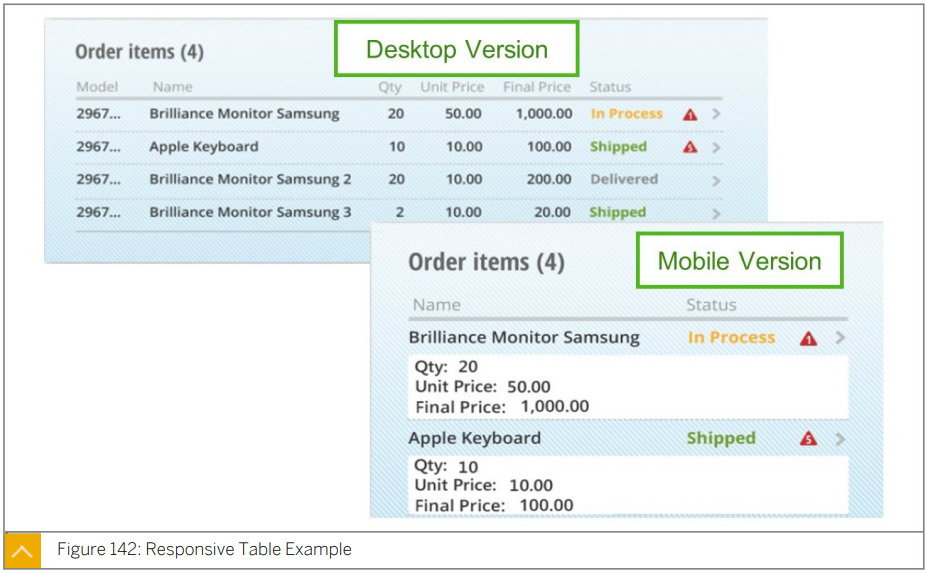 Order items (4)
Desktop Version
Model Name Qty Unit Price Final Price Status
2967... Brilliance Monitor Samsung 20 50.00 1,000.00 In Process 1 >
2967... Apple Keyboard 10 10.00 100.00 Shipped 5 >
2967... Brilliance Monitor Samsung 2 20 10.00 200.00 Delivered >
2967... Brilliance Monitor Samsung 3 2 10.00 20.00 Shipped >
Order items (4)
Mobile Version
Name Status
Brilliance Monitor Samsung In Process 1 >
Qty: 20
Unit Price: 50.00
Final Price: 1,000.00
Apple Keyboard Shipped 5 >
Qty: 10
Unit Price: 10.00
Final Price: 100.00
Figure 142: Responsive Table Example